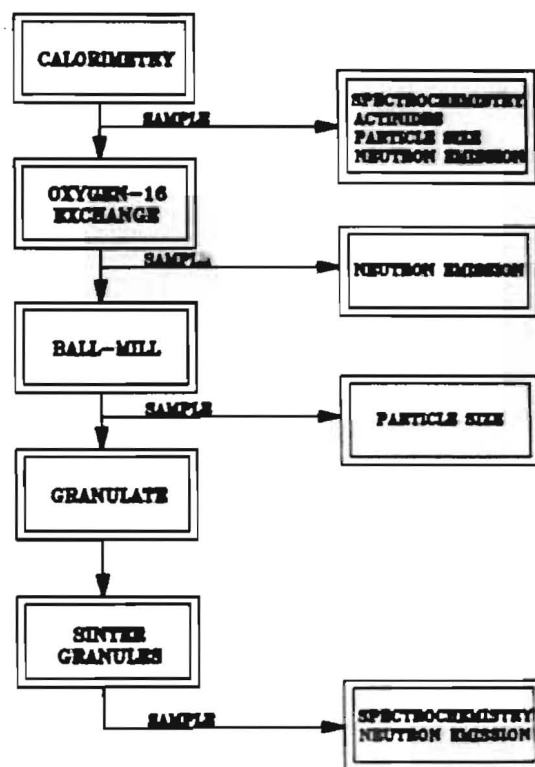 CALORIMETRY
SAMPLE
SPECTROCHEMISTRY
ACTINIDES
PARTICLE SIZE
NEUTRON EMISSION
OXYGEN-16
EXCHANGE
SAMPLE
NEUTRON EMISSION
BALL-MILL
SAMPLE
PARTICLE SIZE
GRANULATE
SINTER
GRANULES
SAMPLE
SPECTROCHEMISTRY
NEUTRON EMISSION